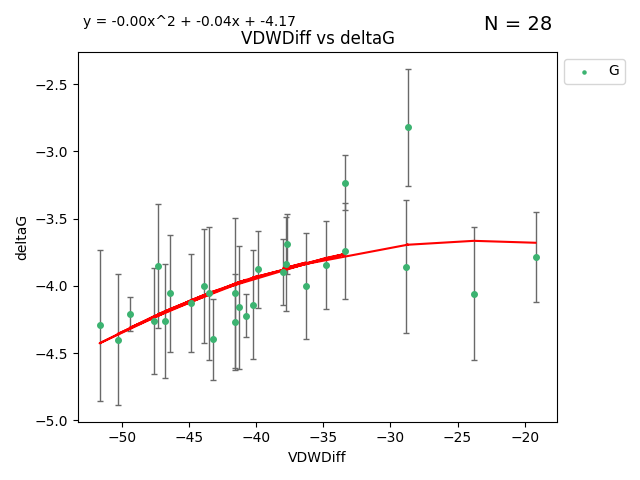 y = -0.00x^2 + -0.04x + -4.17
N = 28
VDWDiff vs deltaG
G
deltaG
−2.5
−3.0
−3.5
−4.0
−4.5
−5.0
−50
−45
−40
−35
−30
−25
−20
VDWDiff